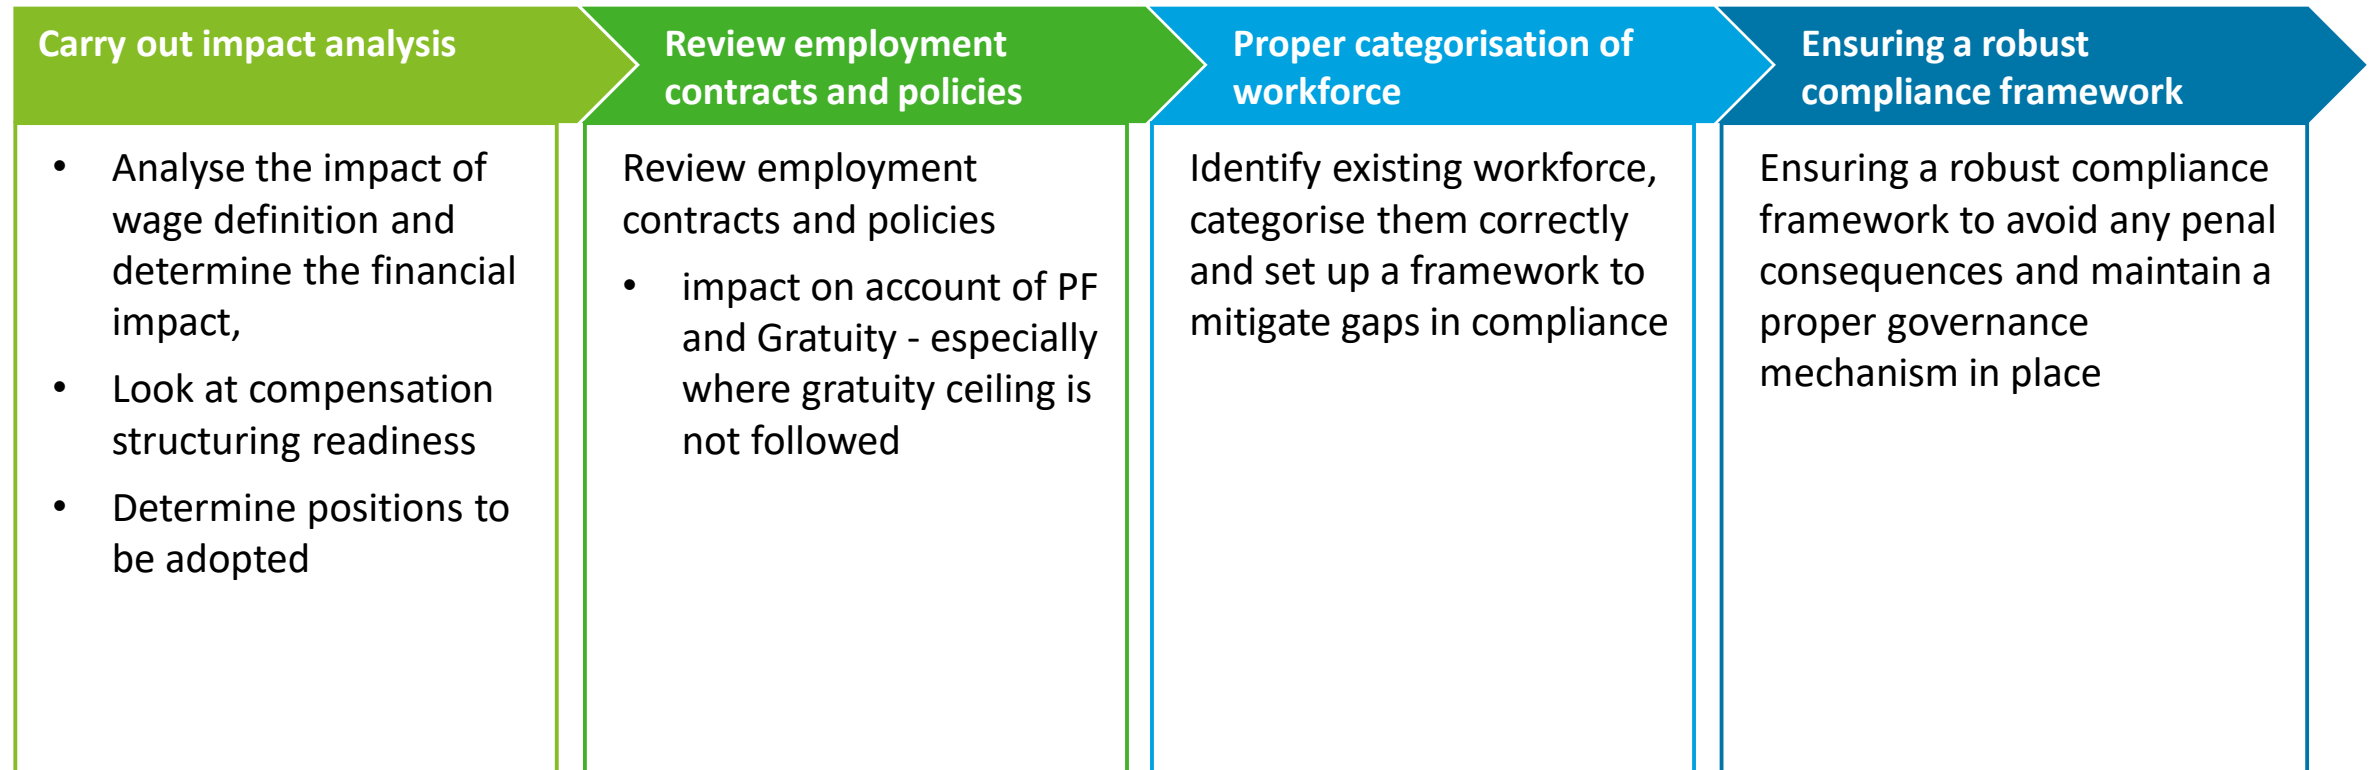 Carry out impact analysis
• Analyse the impact of
wage definition and
determine the financial
impact,
• Look at compensation
structuring readiness
• Determine positions to
be adopted
Review employment
contracts and policies
Review employment
contracts and policies
• impact on account of PF
and Gratuity - especially
where gratuity ceiling is
not followed
Proper categorisation of
workforce
Identify existing workforce,
categorise them correctly
and set up a framework to
mitigate gaps in compliance
Ensuring a robust
compliance framework
Ensuring a robust compliance
framework to avoid any penal
consequences and maintain a
proper governance
mechanism in place